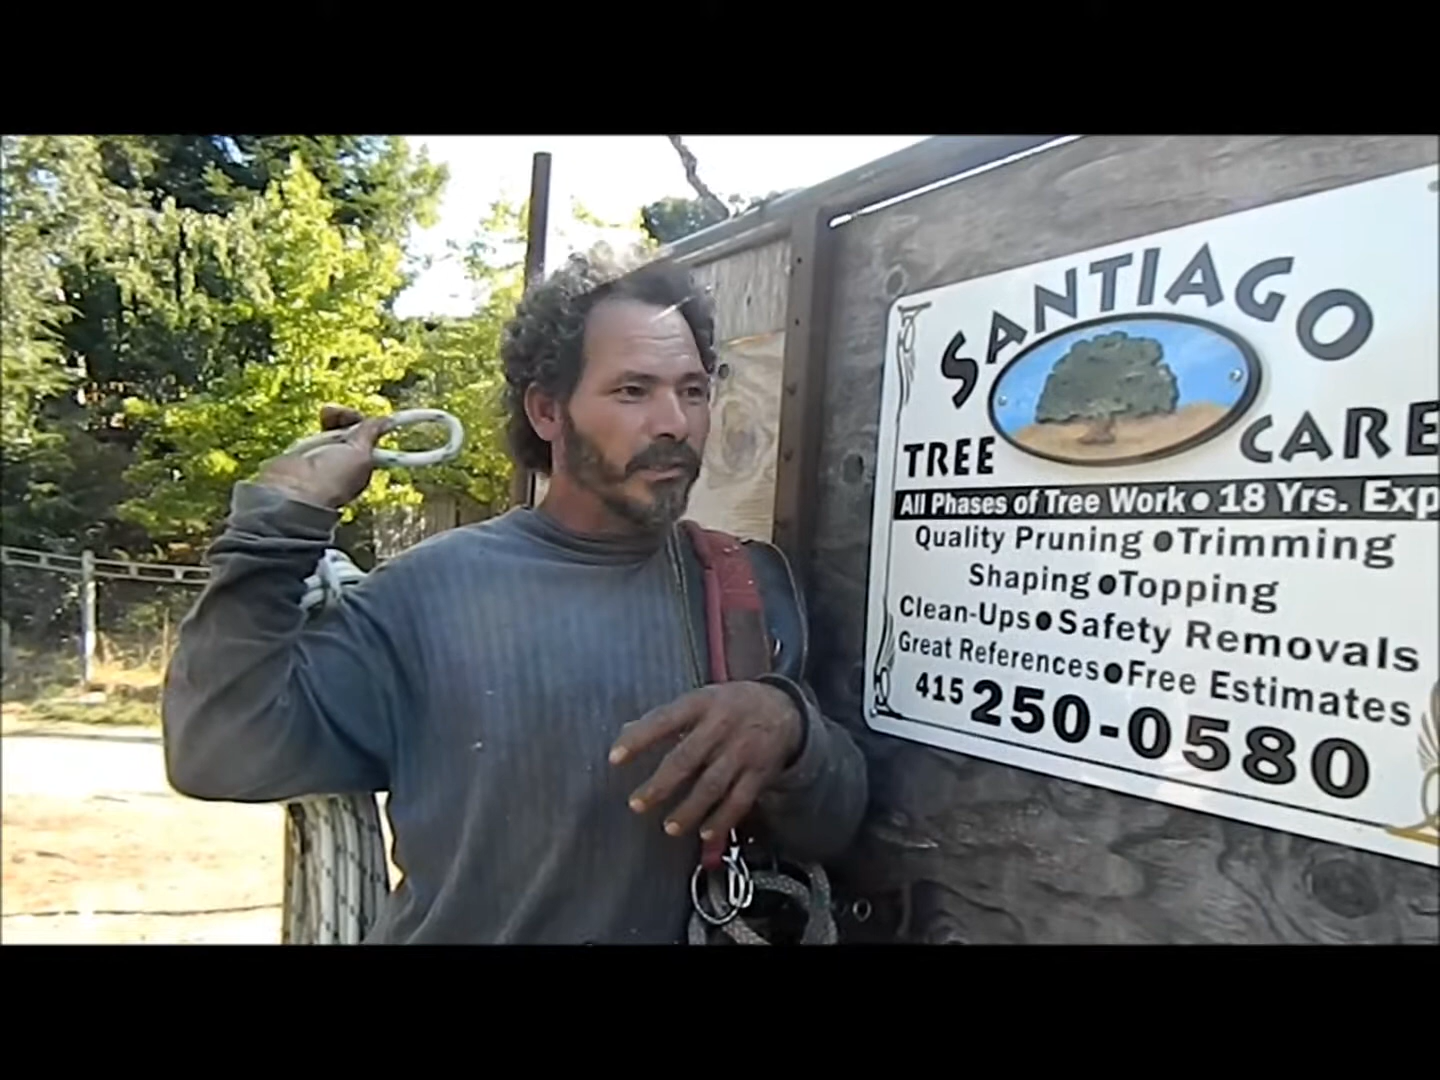 SANTIAGO
TREE CARE
All Phases of Tree Work • 18 Yrs. Exp
Quality Pruning • Trimming
Shaping • Topping
Clean-Ups • Safety Removals
Great References • Free Estimates
415 250-0580